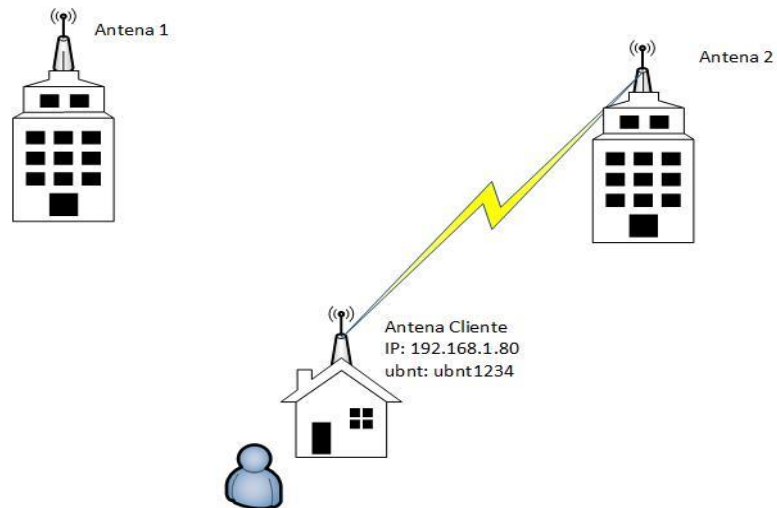 Antena 1
Antena 2
Antena Cliente
IP: 192.168.1.80
ubnt: ubnt1234